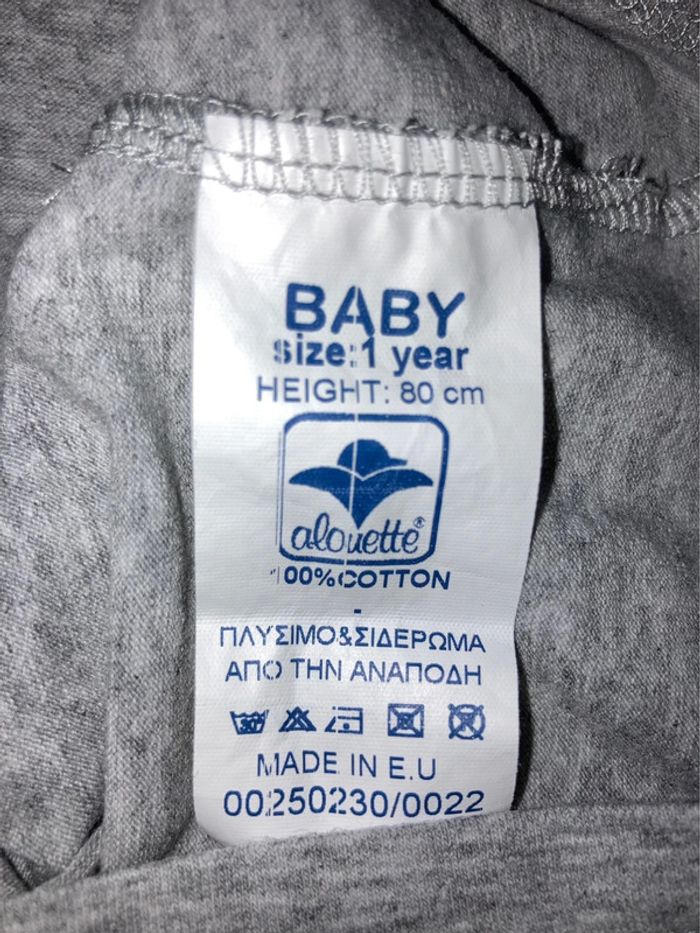 BABY
size:1 year
HEIGHT: 80 cm
alouette®
100% COTTON
-
ΠΛΥΣΙΜΟ&ΣΙΔΕΡΩΜΑ
ΑΠΟ ΤΗΝ ΑΝΑΠΟΔΗ
30°
MADE IN E.U
00250230/0022